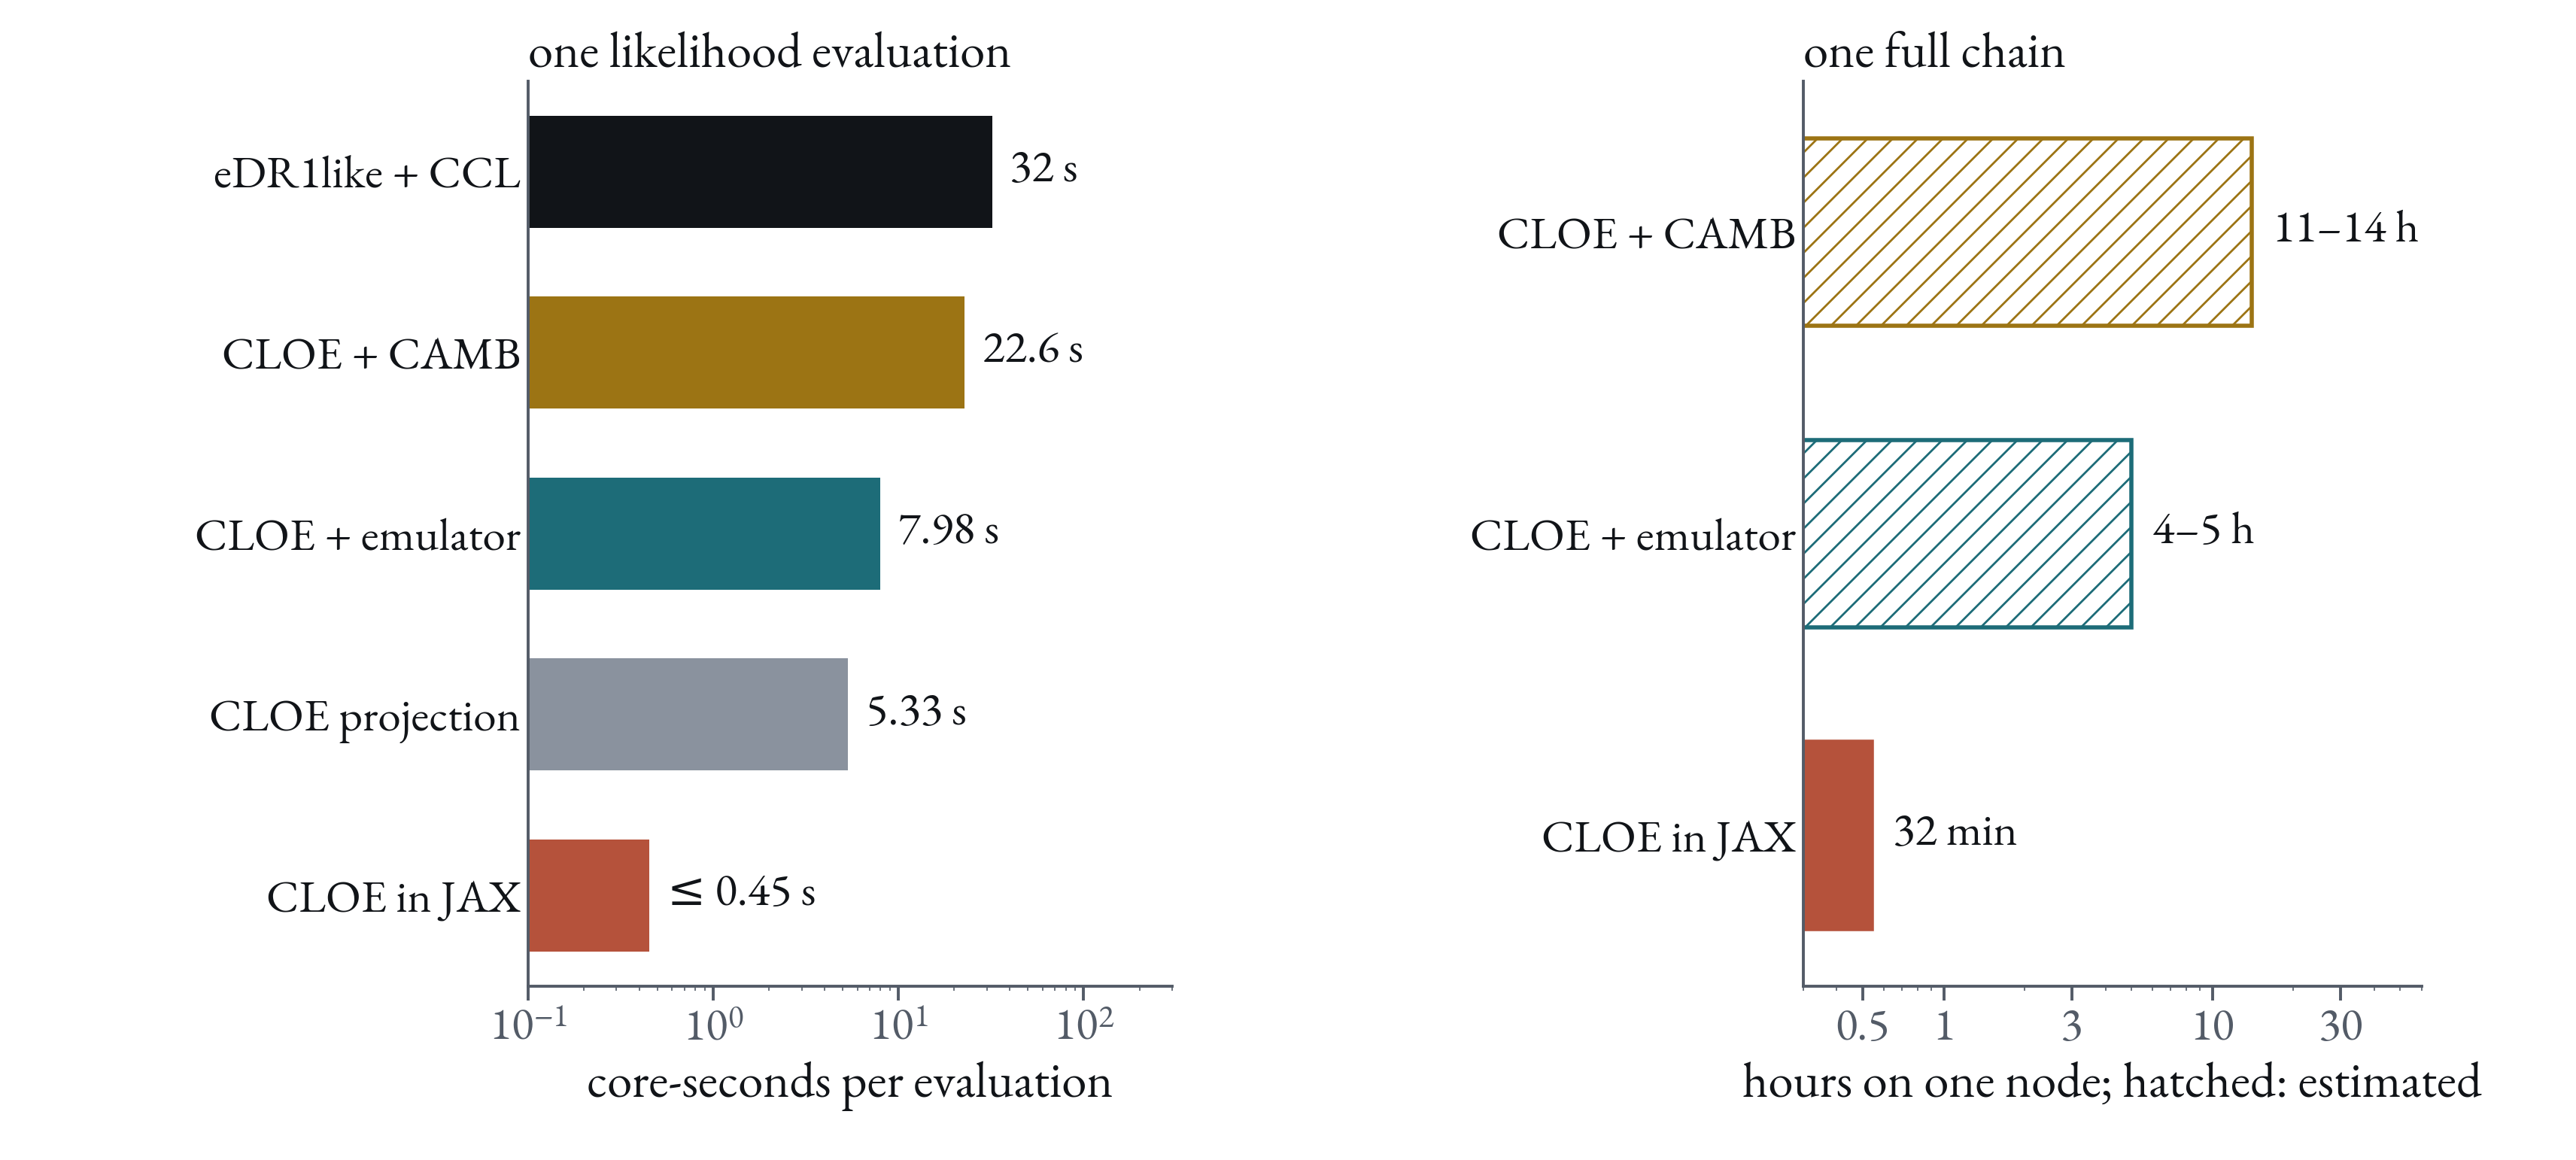 one likelihood evaluation
eDR1like + CCL
32 s
CLOE + CAMB
22.6 s
CLOE + emulator
7.98 s
CLOE projection
5.33 s
CLOE in JAX
≤ 0.45 s
10⁻¹ 10⁰ 10¹ 10²
core-seconds per evaluation
one full chain
CLOE + CAMB
11–14 h
CLOE + emulator
4–5 h
CLOE in JAX
32 min
0.5 1 3 10 30
hours on one node; hatched: estimated